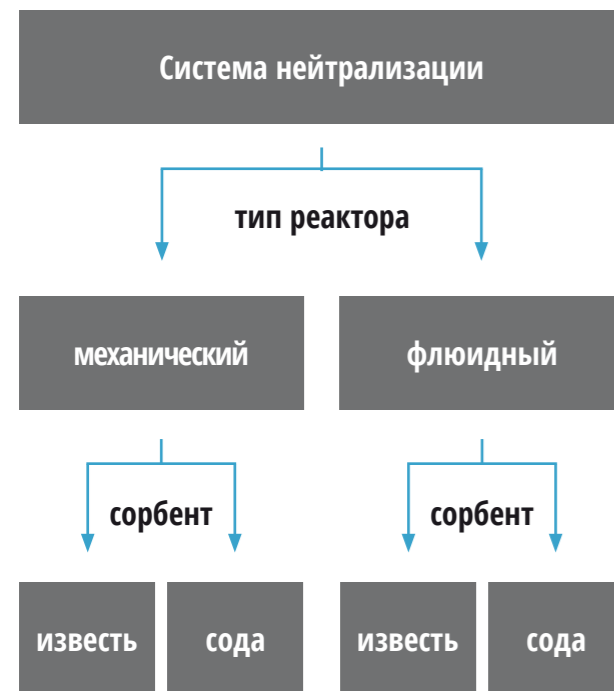 Система нейтрализации
тип реактора
механический
флюидный
сорбент
сорбент
известь
сода
известь
сода